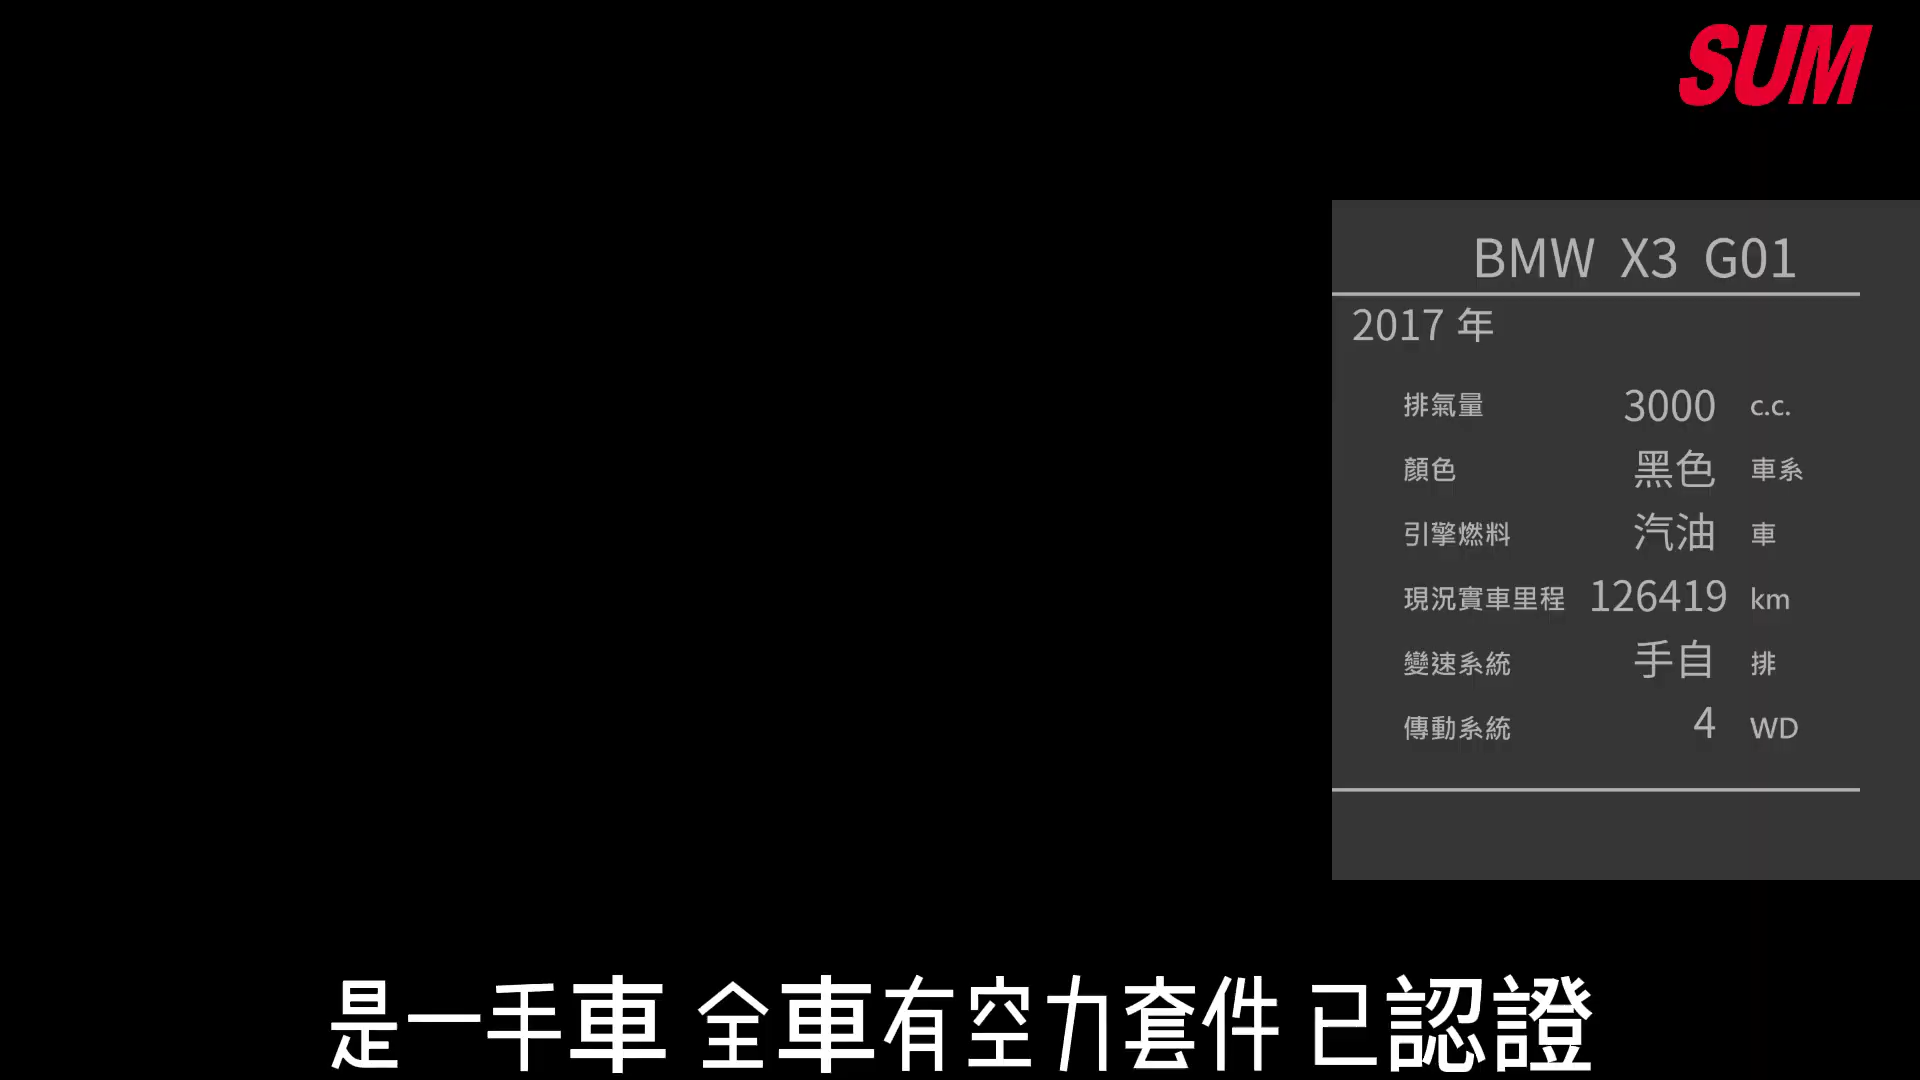 SUM
BMW X3 G01
2017 年
排氣量 3000 c.c.
顏色 黑色 車系
引擎燃料 汽油 車
現況實車里程 126419 km
變速系統 手自 排
傳動系統 4 WD
是一手車 全車有空力套件 已認證